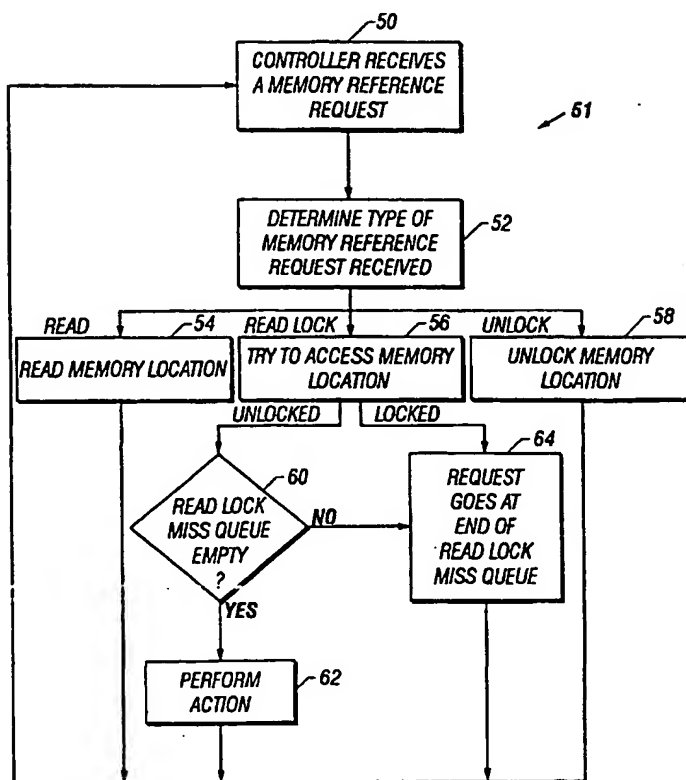 50
CONTROLLER RECEIVES
A MEMORY REFERENCE
REQUEST
61
DETERMINE TYPE OF
MEMORY REFERENCE
REQUEST RECEIVED
52
READ
54
READ LOCK
56
UNLOCK
58
READ MEMORY LOCATION
TRY TO ACCESS MEMORY
LOCATION
UNLOCK MEMORY
LOCATION
UNLOCKED
LOCKED
60
READ LOCK
MISS QUEUE
EMPTY
?
NO
YES
64
REQUEST
GOES AT
END OF
READ LOCK
MISS QUEUE
PERFORM
ACTION
62